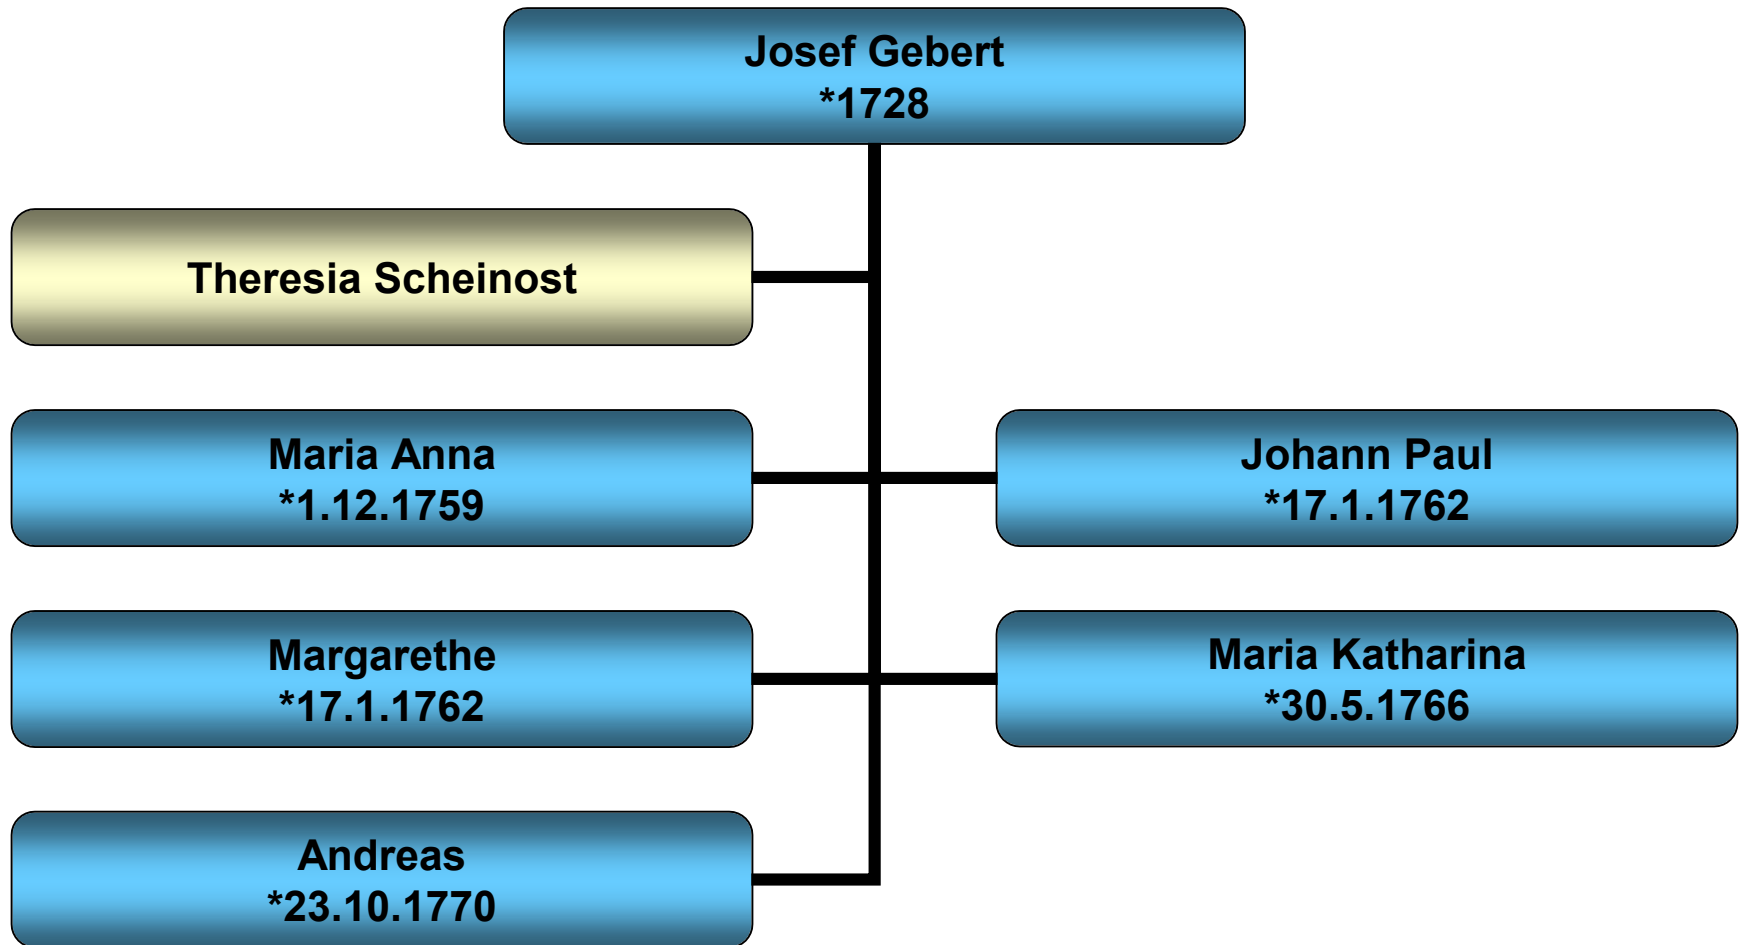 Josef Gebert
*1728
Theresia Scheinost
Maria Anna
*1.12.1759
Johann Paul
*17.1.1762
Margarethe
*17.1.1762
Maria Katharina
*30.5.1766
Andreas
*23.10.1770